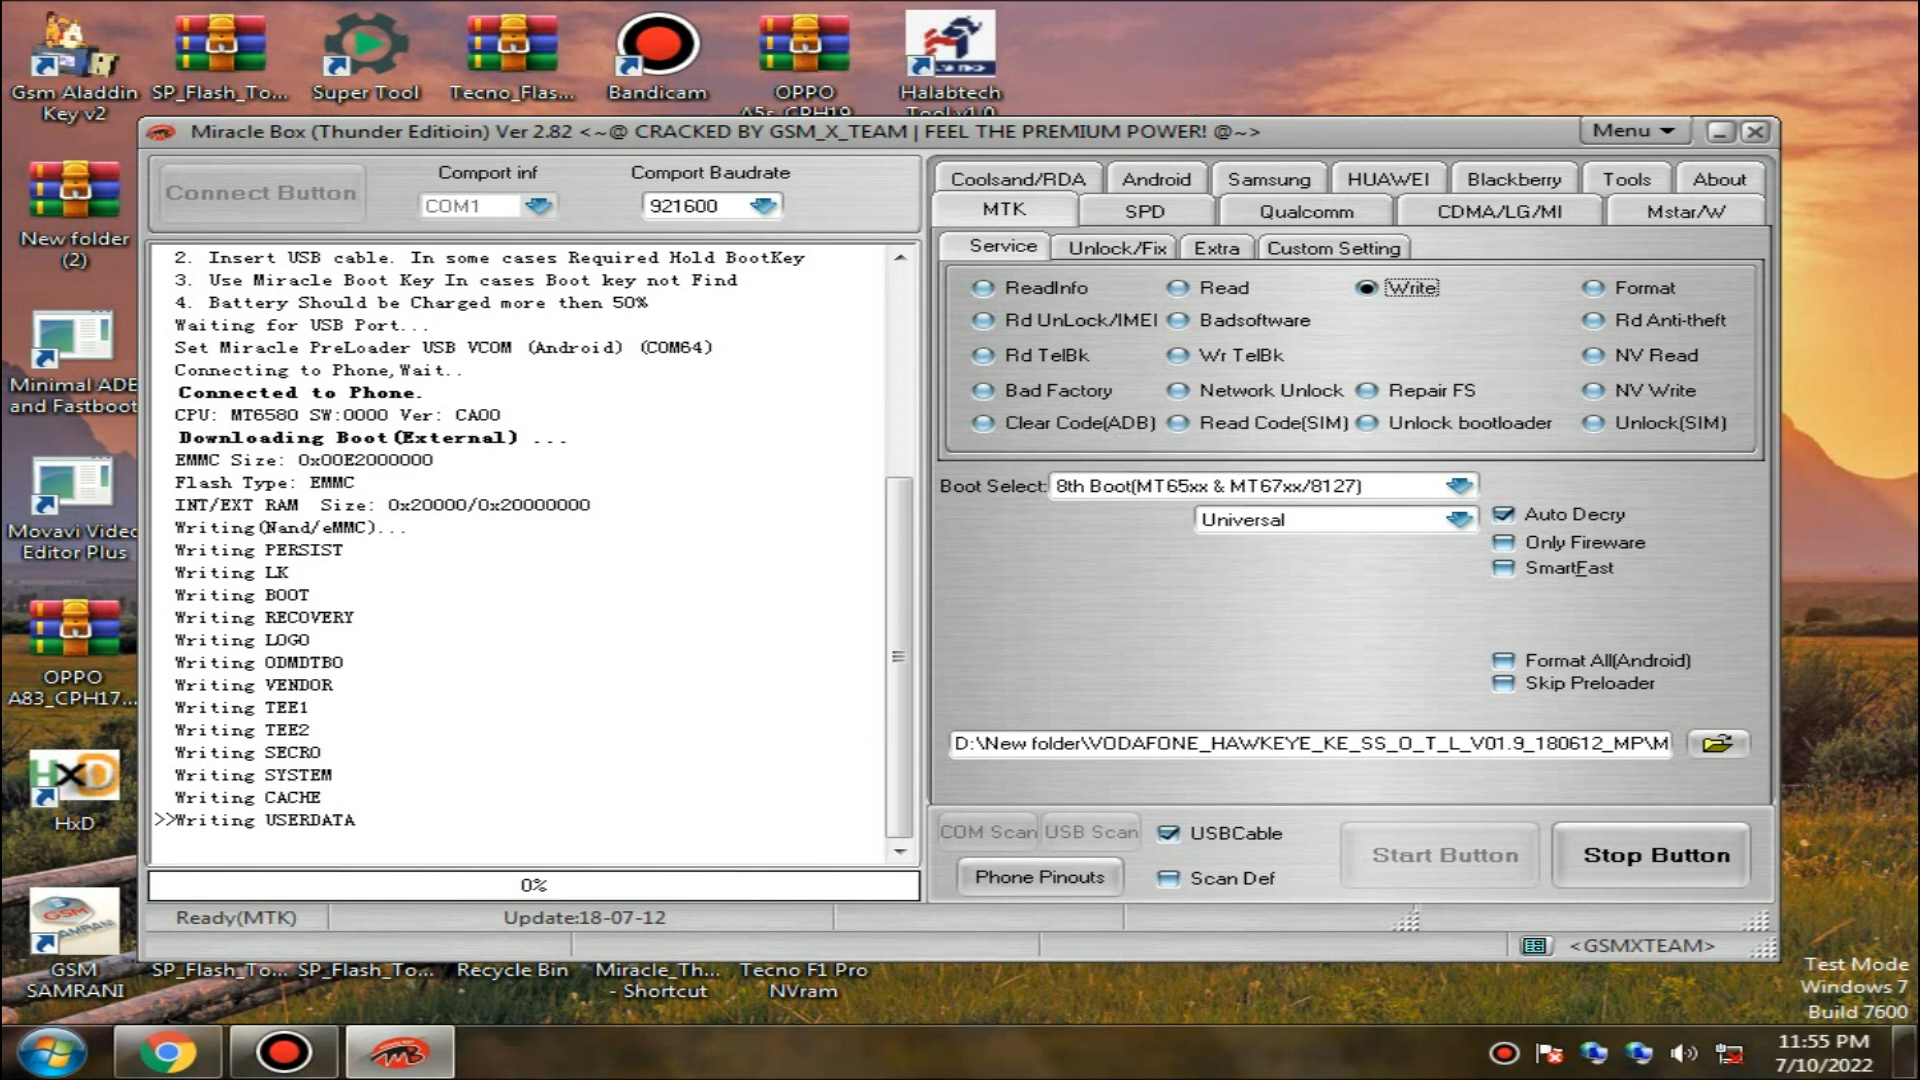 Gsm Aladdin
Key v2
SP_Flash_To...
Super Tool
Tecno_Flas...
Bandicam
OPPO
A5s_CPH19
Halabtech
Tool v1.0
New folder
(2)
Minimal ADB
and Fastboot
Movavi Video
Editor Plus
OPPO
A83_CPH17...
HxD
HxD
GSM
GSM
SAMRANI
Miracle Box (Thunder Editioin) Ver 2.82 <~@ CRACKED BY GSM_X_TEAM | FEEL THE PREMIUM POWER! @~>
Menu
Connect Button
Comport inf
COM1
Comport Baudrate
921600
2. Insert USB cable. In some cases Required Hold BootKey
3. Use Miracle Boot Key In cases Boot key not Find
4. Battery Should be Charged more then 50%
Waiting for USB Port...
Set Miracle PreLoader USB VCOM (Android) (COM64)
Connecting to Phone,Wait..
Connected to Phone.
CPU: MT6580 SW:0000 Ver: CA00
Downloading Boot(External) ...
EMMC Size: 0x00E2000000
Flash Type: EMMC
INT/EXT RAM Size: 0x20000/0x20000000
Writing(Nand/eMMC)...
Writing PERSIST
Writing LK
Writing BOOT
Writing RECOVERY
Writing LOGO
Writing ODMDTBO
Writing VENDOR
Writing TEE1
Writing TEE2
Writing SECRO
Writing SYSTEM
Writing CACHE
>>Writing USERDATA
0%
Ready(MTK)
Update:18-07-12
Coolsand/RDA
Android
Samsung
HUAWEI
Blackberry
Tools
About
MTK
SPD
Qualcomm
CDMA/LG/MI
Mstar/W
Service
Unlock/Fix
Extra
Custom Setting
ReadInfo
Read
Write
Format
Rd UnLock/IMEI
Badsoftware
Rd Anti-theft
Rd TelBk
Wr TelBk
NV Read
Bad Factory
Network Unlock
Repair FS
NV Write
Clear Code(ADB)
Read Code(SIM)
Unlock bootloader
Unlock(SIM)
Boot Select:
8th Boot(MT65xx & MT67xx/8127)
Universal
Auto Decry
Only Fireware
SmartFast
Format All(Android)
Skip Preloader
D:\New folder\VODAFONE_HAWKEYE_KE_SS_O_T_L_V01.9_180612_MP\M
COM Scan
USB Scan
USBCable
Phone Pinouts
Scan Def
Start Button
Stop Button
<GSMXTEAM>
SP_Flash_To...
SP_Flash_To...
Recycle Bin
Miracle_Th...
- Shortcut
Tecno F1 Pro
NVram
Test Mode
Windows 7
Build 7600
11:55 PM
7/10/2022